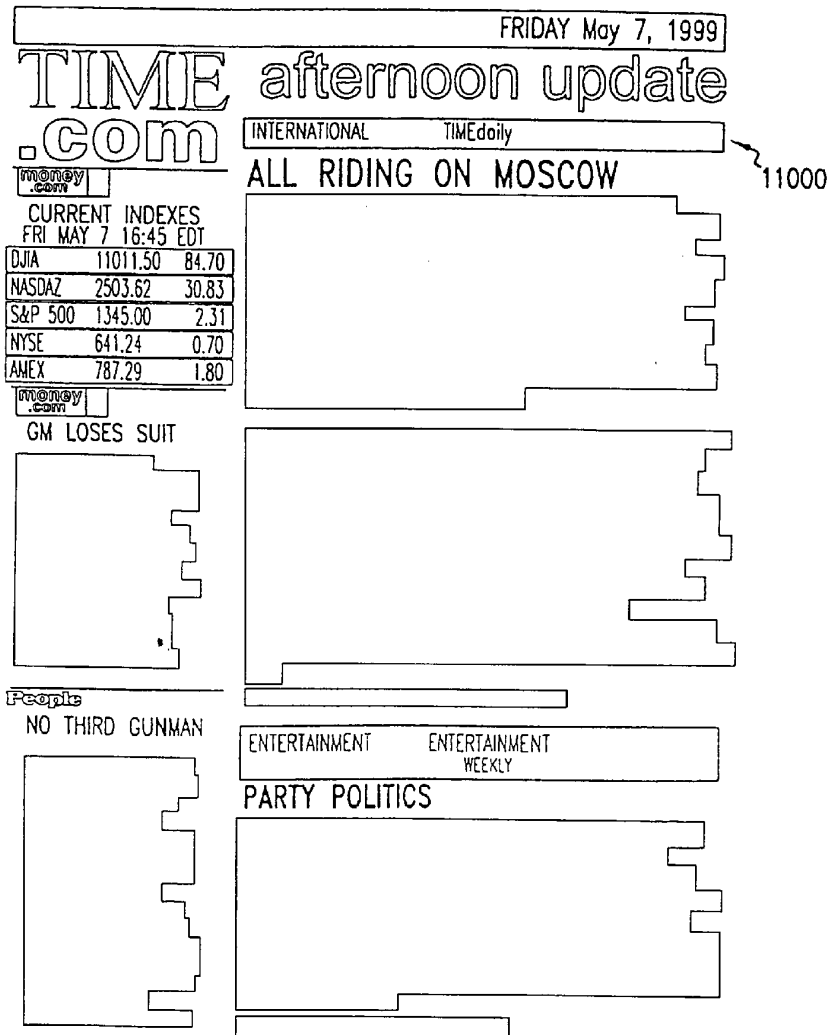 FRIDAY May 7, 1999
TIME afternoon update
.com
INTERNATIONAL TIMEdaily
11000
money
.com
ALL RIDING ON MOSCOW
CURRENT INDEXES
FRI MAY 7 16:45 EDT
DJIA 11011.50 84.70
NASDAZ 2503.62 30.83
S&P 500 1345.00 2.31
NYSE 641.24 0.70
AMEX 787.29 1.80
money
.com
GM LOSES SUIT
People
NO THIRD GUNMAN
ENTERTAINMENT ENTERTAINMENT
WEEKLY
PARTY POLITICS